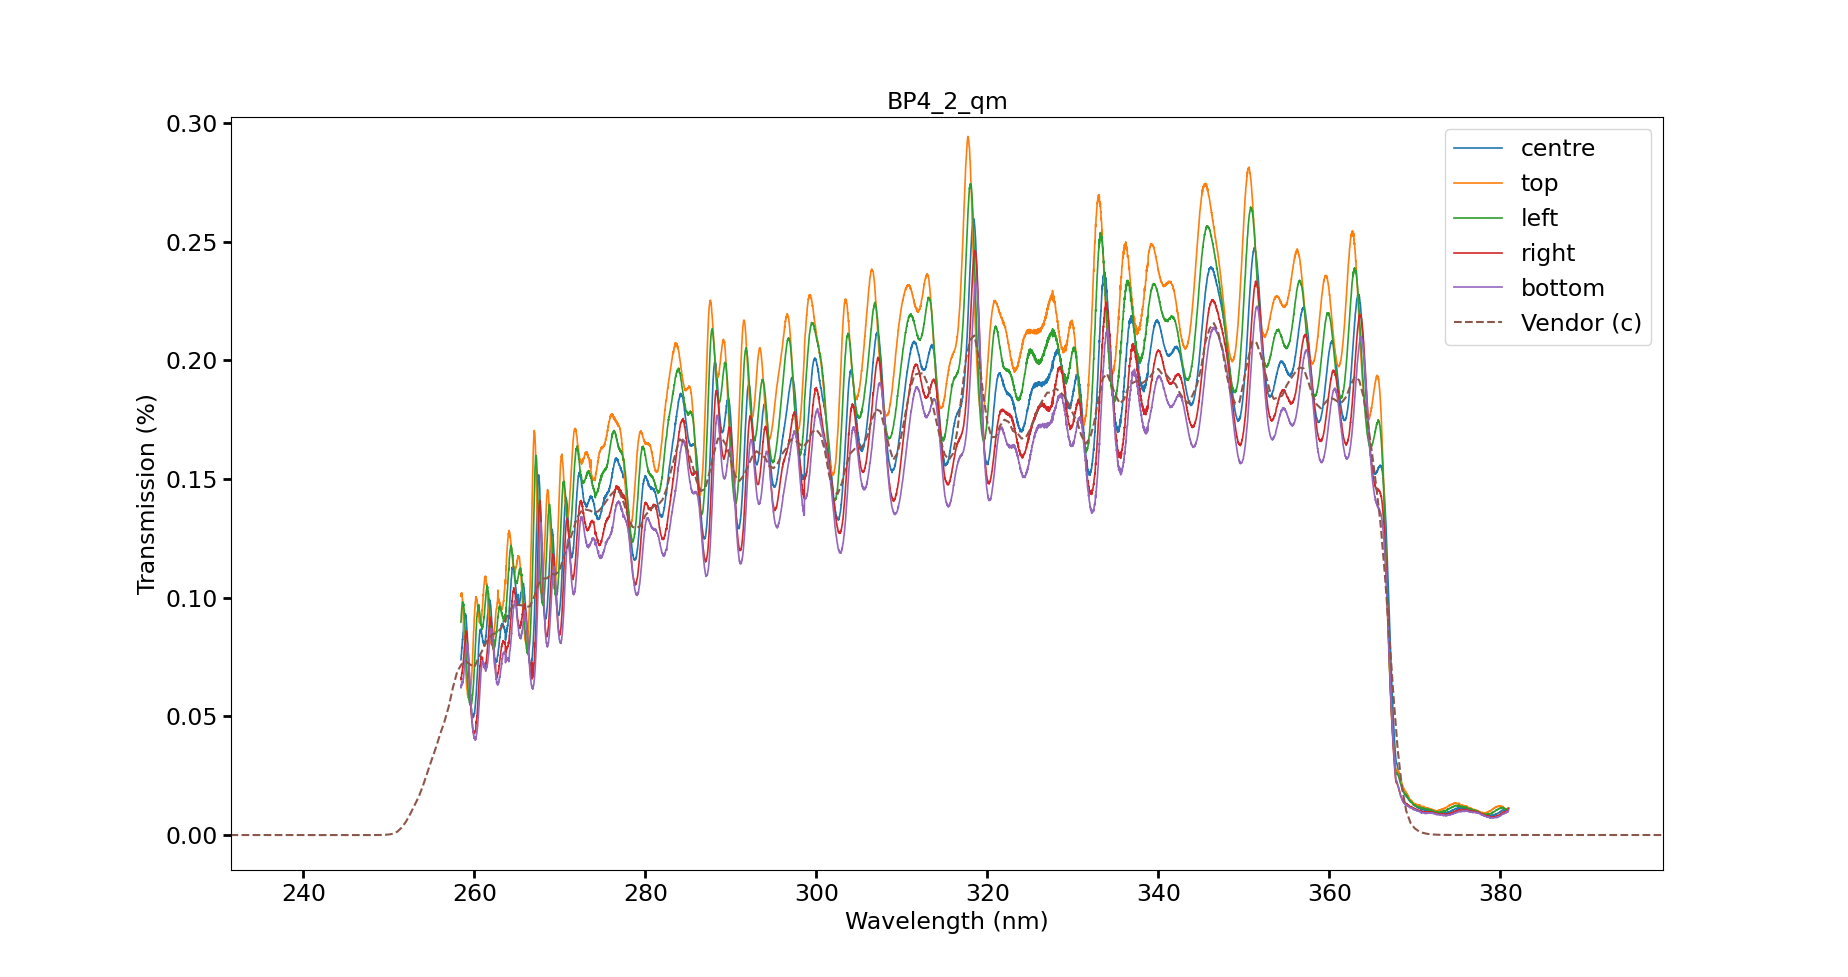 BP4_2_qm
Transmission (%)
0.30
0.25
0.20
0.15
0.10
0.05
0.00
centre
top
left
right
bottom
Vendor (c)
240 260 280 300 320 340 360 380
Wavelength (nm)